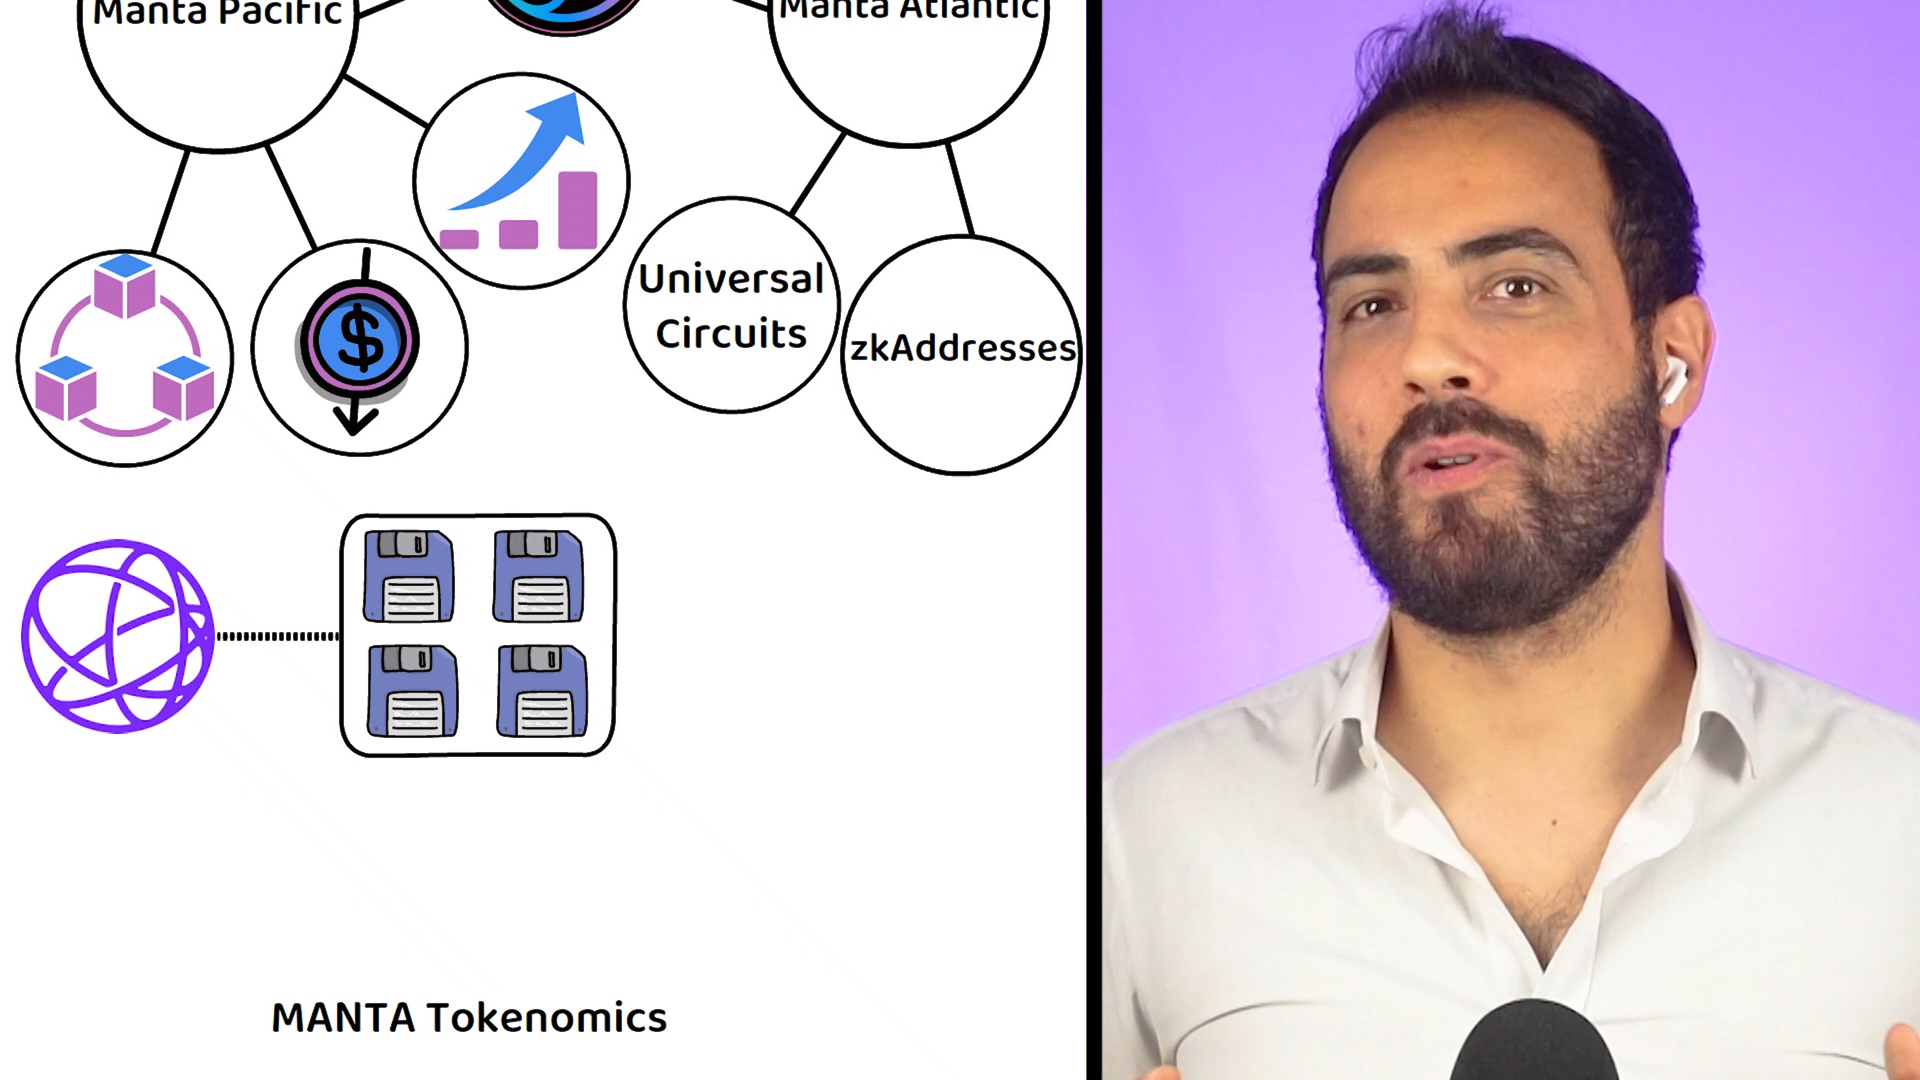 Manta Pacific
Manta Atlantic
Universal
Circuits
zkAddresses
MANTA Tokenomics